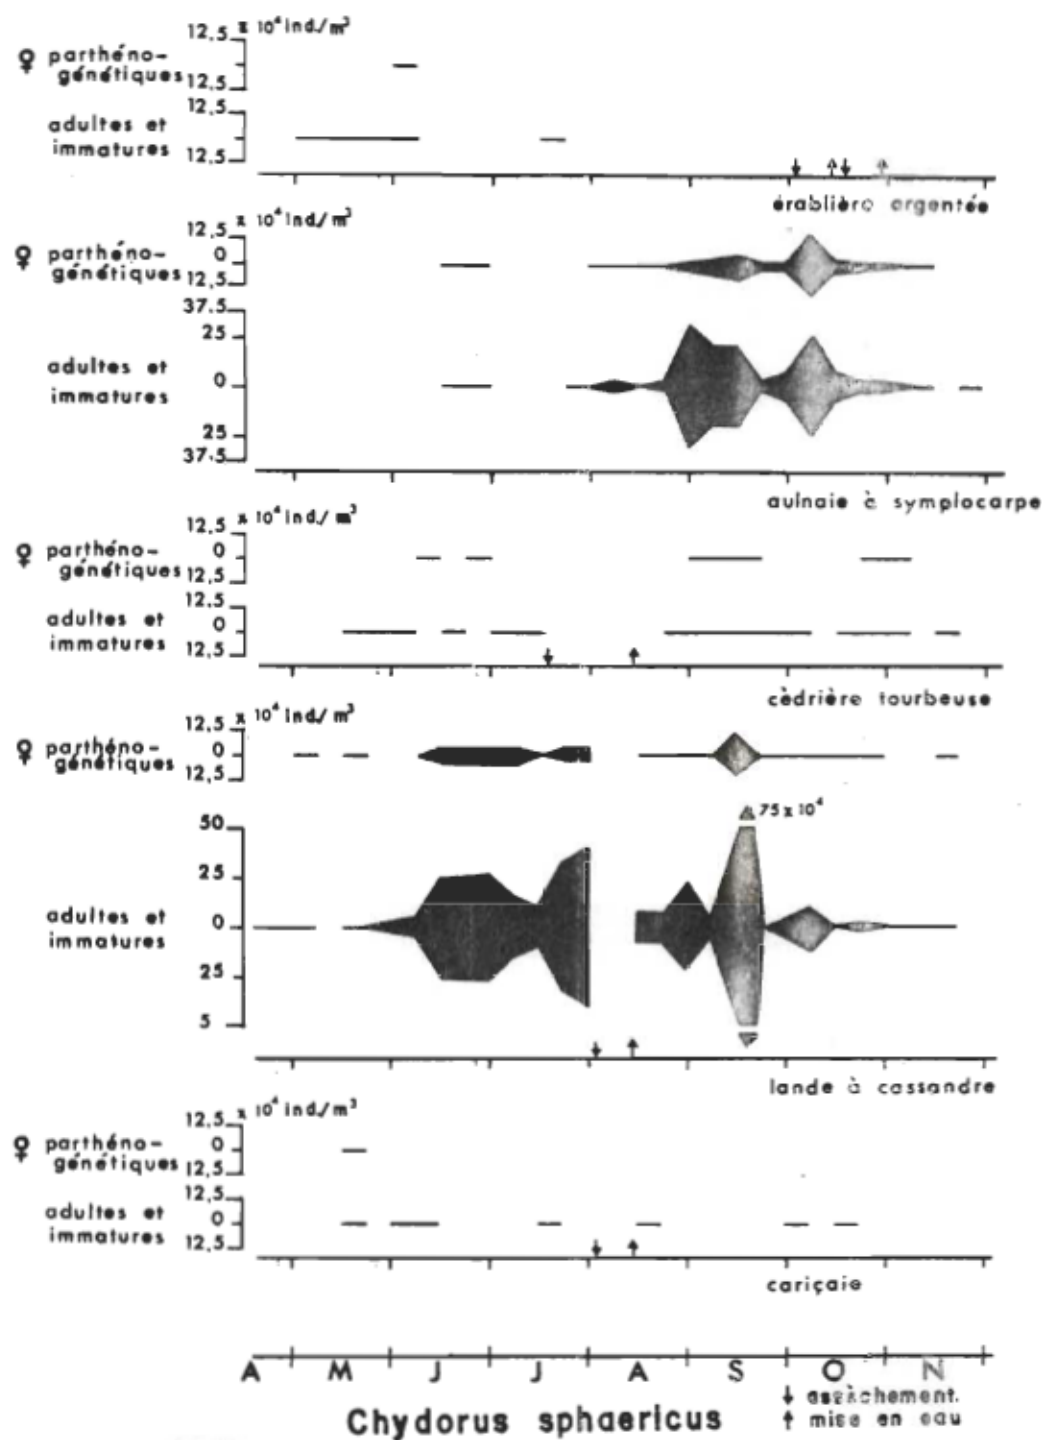 12,5 x 10⁴ ind./m³
♀ parthéno-
génétiques 12,5
adultes et 12,5
immatures 12,5
érablière argentée
12,5 x 10⁴ ind./m³
♀ parthéno- 0
génétiques 12,5
37.5
25
adultes et
0
immatures
25
37.5
aulnaie à symplocarpe
12,5 x 10⁴ ind./m³
♀ parthéno- 0
génétiques 12,5
12,5
adultes et 0
immatures 12,5
cèdrière tourbeuse
12,5 x 10⁴ ind./m³
♀ parthéno- 0
génétiques 12,5
75 x 10⁴
50
25
adultes et 0
immatures
25
5
lande à cassandre
12,5 x 10⁴ ind./m³
♀ parthéno- 0
génétiques 12,5
12,5
adultes et 0
immatures 12,5
cariçaie
A M J J A S O N
↓ assèchement.
↑ mise en eau
Chydorus sphaericus